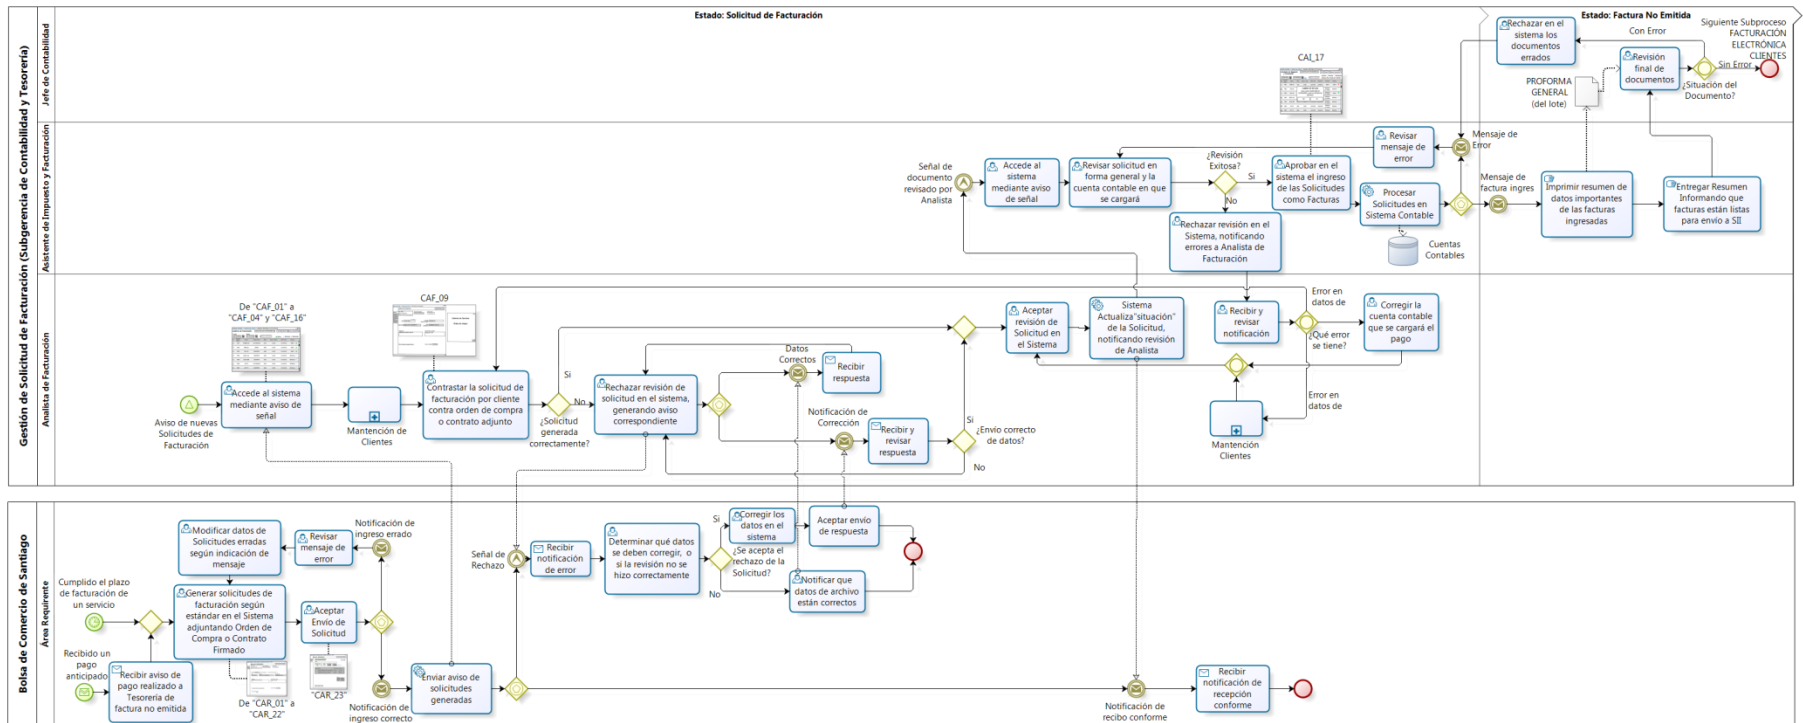 Gestión de Solicitud de Facturación (Subgerencia de Contabilidad y Tesorería)
Estado: Solicitud de Facturación
Estado: Factura No Emitida
Jefe de Contabilidad
CAI_17
Rechazar en el
sistema los
documentos
errados
Con Error
Siguiente Subproceso
FACTURACIÓN
ELECTRÓNICA
CLIENTES
Revisión
final de
documentos
Sin Error
¿Situación del
Documento?
PROFORMA
GENERAL
(del lote)
Asistente de Impuesto y Facturación
Señal de
documento
revisado por
Analista
Accede al
sistema
mediante aviso
de señal
Revisar solicitud en
forma general y la
cuenta contable en que
se cargará
¿Revisión
Exitosa?
Si
No
Aprobar en el
sistema el ingreso
de las Solicitudes
como Facturas
Revisar
mensaje de
error
Mensaje de
Error
Procesar
Solicitudes en
Sistema Contable
Cuentas
Contables
Mensaje de
factura ingres
Imprimir resumen de
datos importantes
de las facturas
ingresadas
Entregar Resumen
Informando que
facturas están listas
para envío a SII
Rechazar revisión en el
Sistema, notificando
errores a Analista de
Facturación
Analista de Facturación
Aviso de nuevas
Solicitudes de
Facturación
De "CAF_01" a
"CAF_04" y "CAF_16"
Accede al sistema
mediante aviso de
señal
Mantención de
Clientes
CAF_09
Contrastar la solicitud de
facturación por cliente
contra orden de compra
o contrato adjunto
Si
No
¿Solicitud
generada
correctamente?
Rechazar revisión de
solicitud en el sistema,
generando aviso
correspondiente
Datos
Correctos
Recibir
respuesta
Notificación de
Corrección
Recibir y
revisar
respuesta
Si
¿Envío correcto
de datos?
No
Aceptar
revisión de
Solicitud en
el Sistema
Sistema
Actualiza"situación"
de la Solicitud,
notificando revisión
de Analista
Recibir y
revisar
notificación
Error en
datos de
¿Qué error
se tiene?
Corregir la
cuenta contable
que se cargará el
pago
Error en
datos de
Mantención
Clientes
Bolsa de Comercio de Santiago
Área Requirente
Cumplido el plazo
de facturación de
un servicio
Recibido un
pago
anticipado
Recibir aviso de
pago realizado a
Tesorería de
factura no emitida
Modificar datos de
Solicitudes erradas
según indicación de
mensaje
Revisar
mensaje de
error
Notificación de
ingreso errado
Generar solicitudes de
facturación según
estándar en el Sistema
adjuntando Orden de
Compra o Contrato
Firmado
De "CAR_01" a
"CAR_22"
Aceptar
Envío de
Solicitud
"CAR_23"
Notificación de
ingreso correcto
Enviar aviso de
solicitudes
generadas
Señal de
Rechazo
Recibir
notificación
de error
Determinar qué datos
se deben corregir, o
si la revisión no se
hizo correctamente
Si
¿Se acepta el
rechazo de la
Solicitud?
No
Corregir los
datos en el
sistema
Aceptar envío
de respuesta
Notificar que
datos de archivo
están correctos
Notificación de
recibo conforme
Recibir
notificación de
recepción
conforme